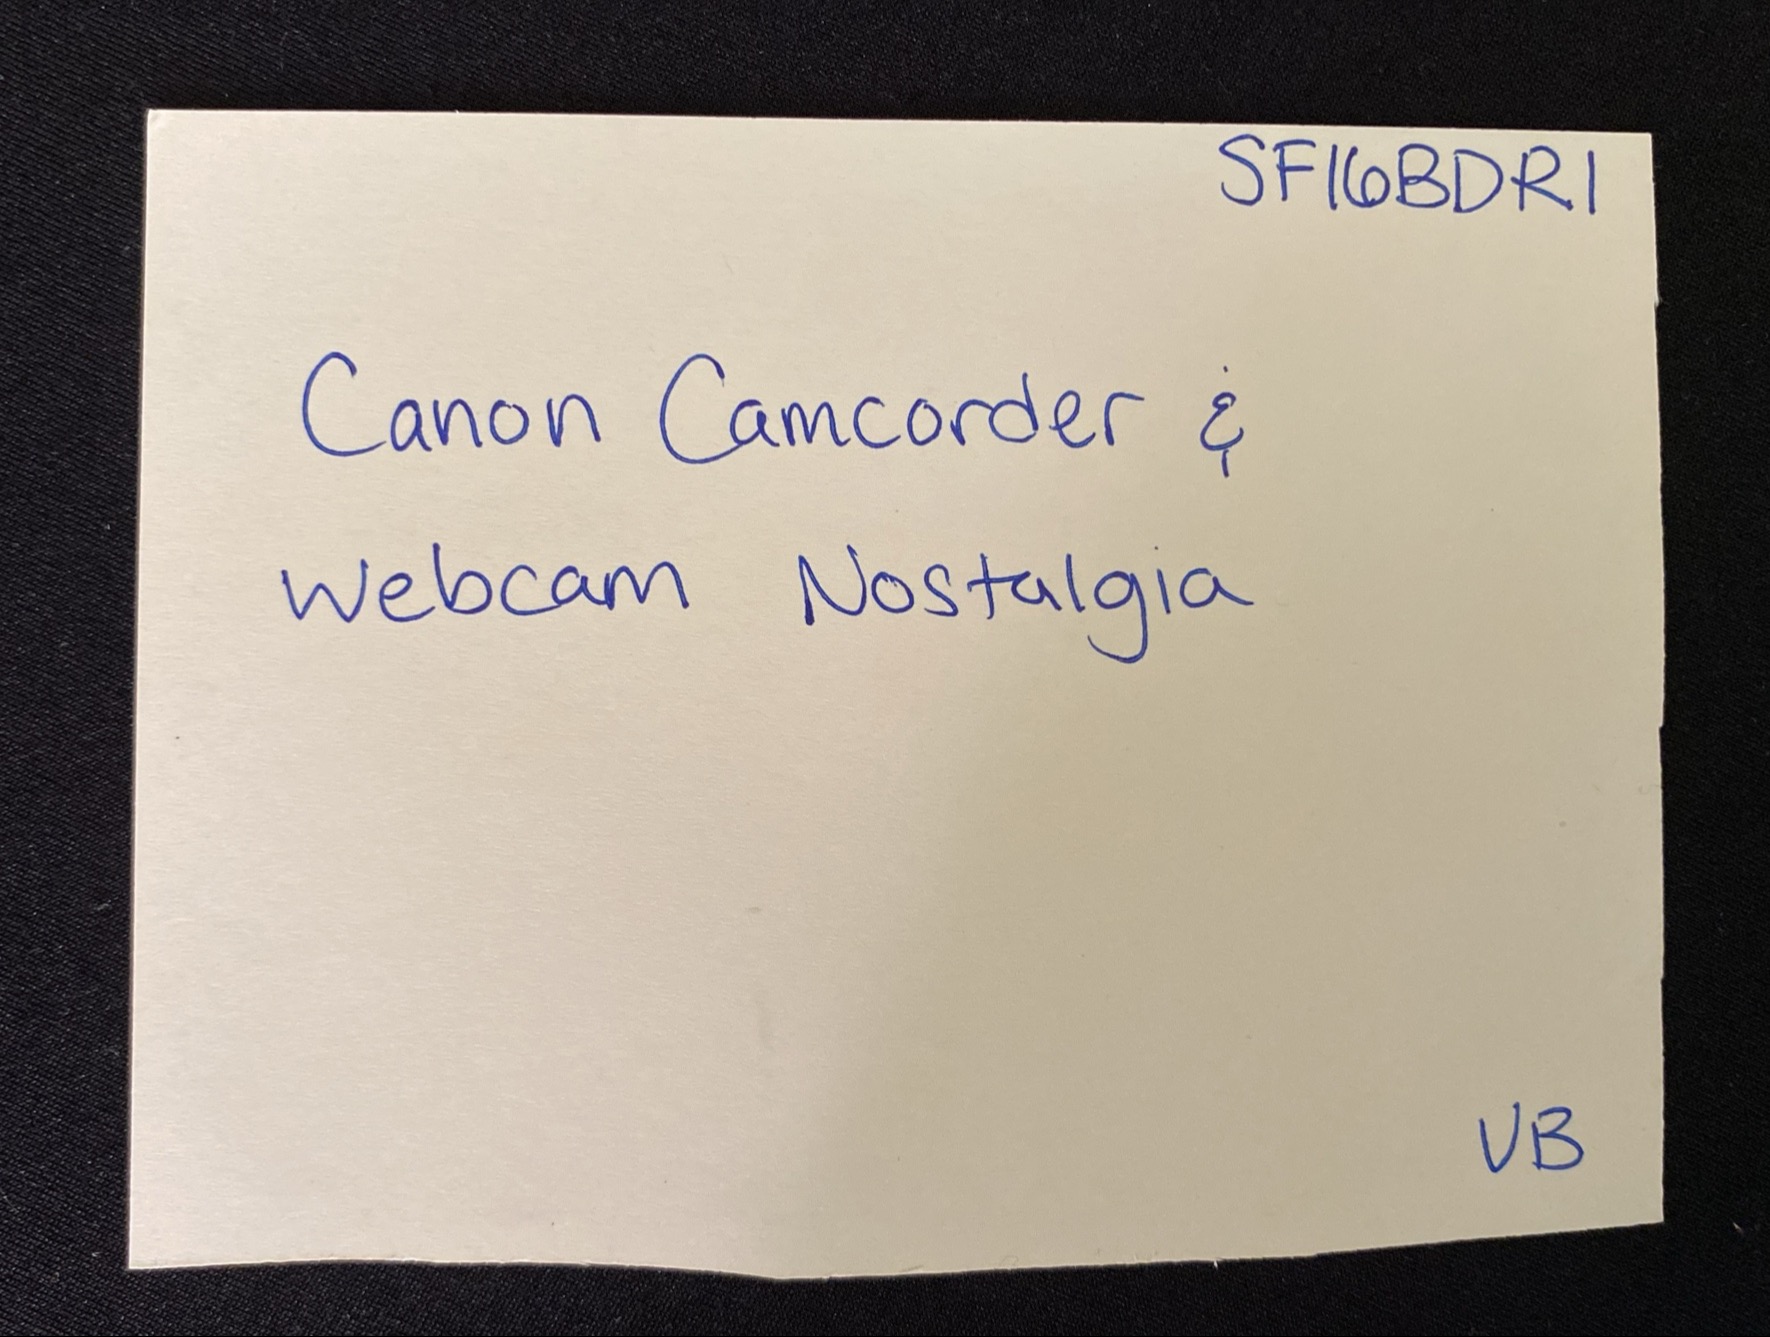 SF16BDR1
Canon Camcorder &
Webcam Nostalgia
VB